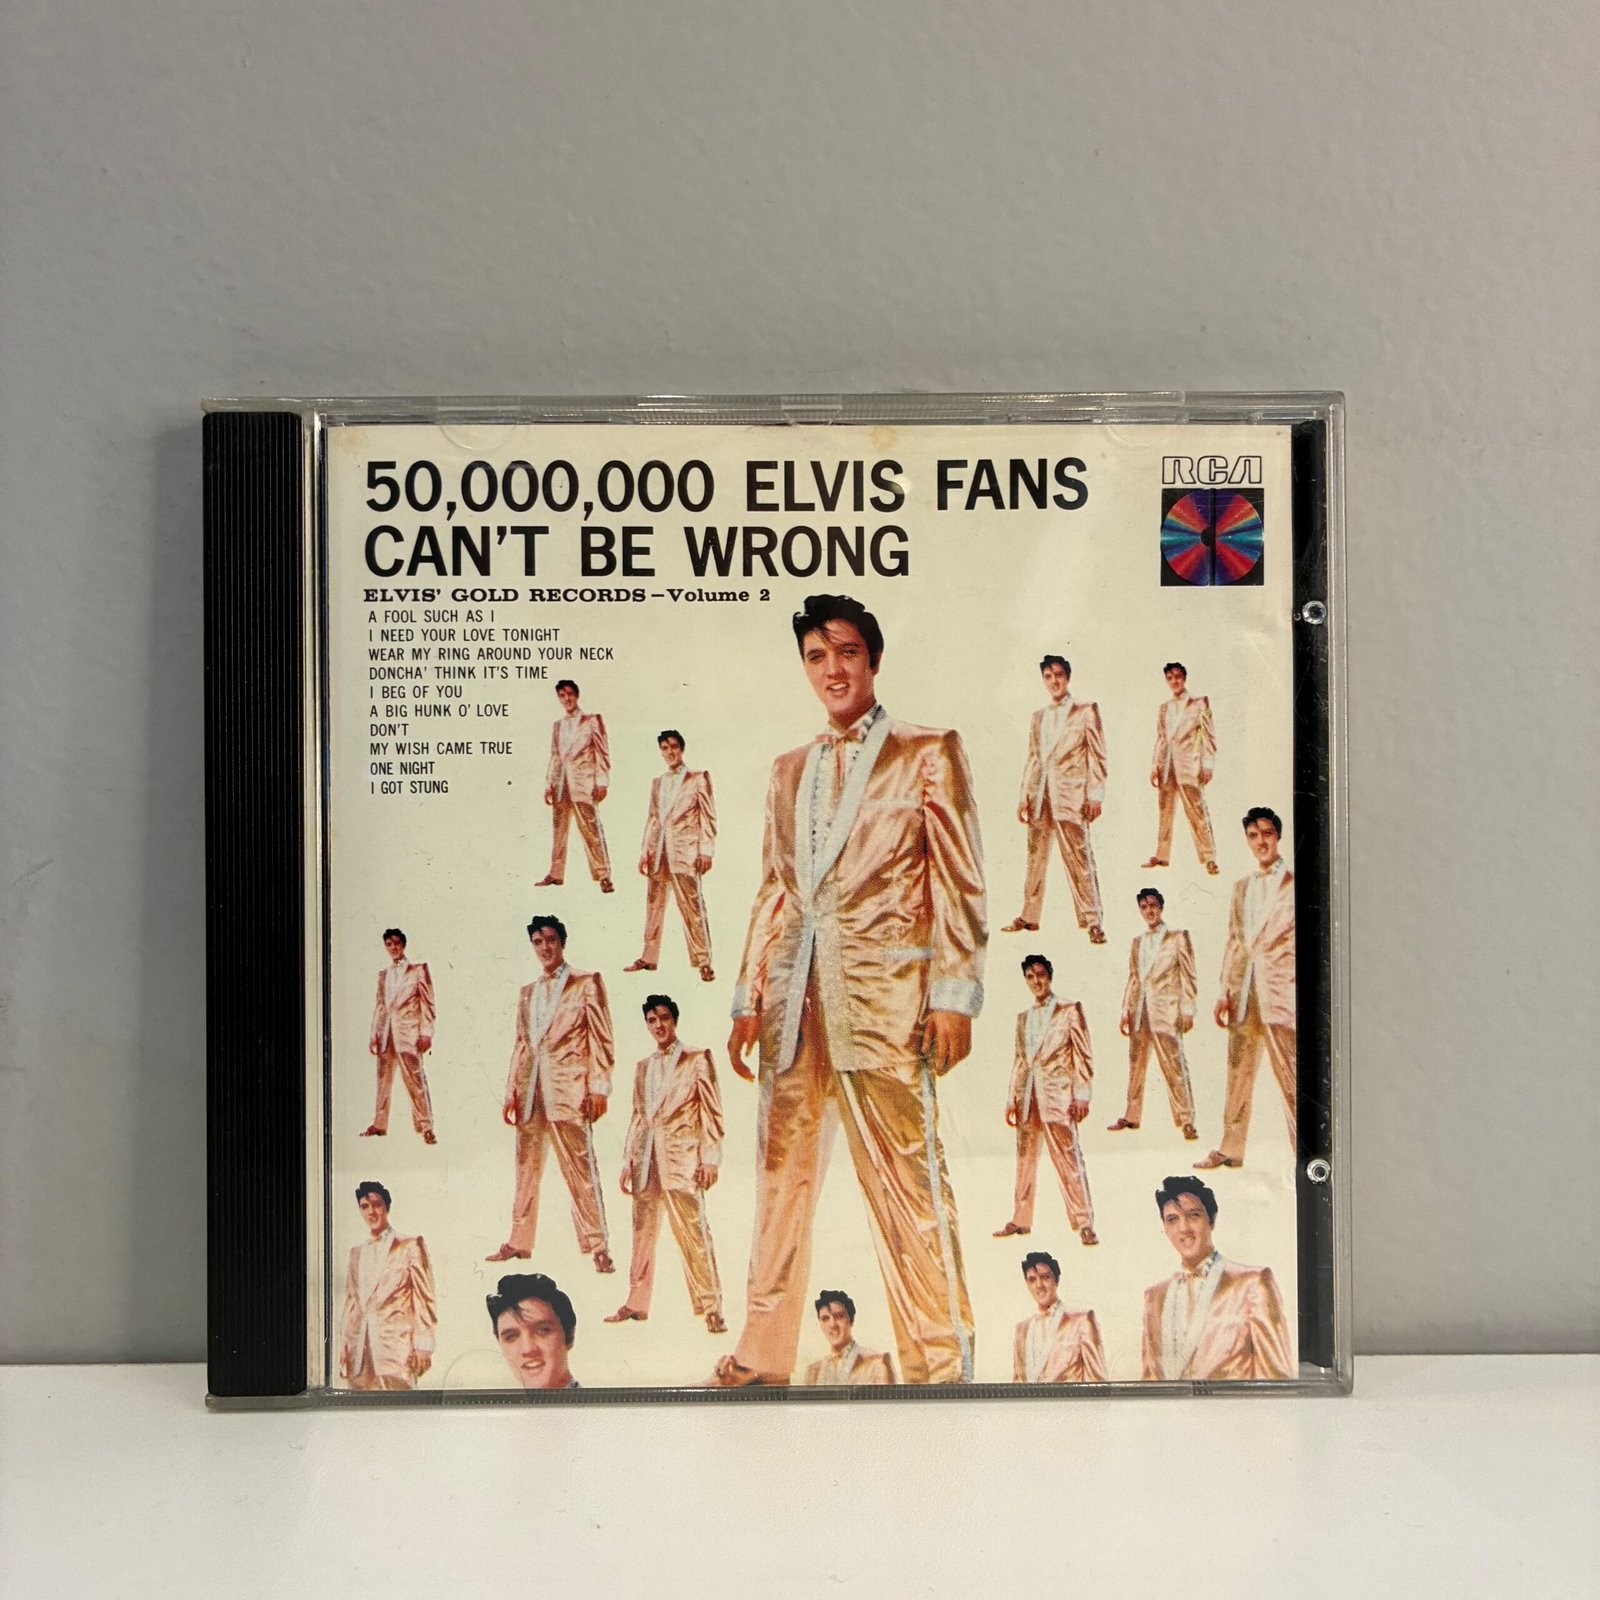 50,000,000 ELVIS FANS
CAN'T BE WRONG
RCA
ELVIS' GOLD RECORDS—Volume 2
A FOOL SUCH AS I
I NEED YOUR LOVE TONIGHT
WEAR MY RING AROUND YOUR NECK
DONCHA' THINK IT'S TIME
I BEG OF YOU
A BIG HUNK O' LOVE
DON'T
MY WISH CAME TRUE
ONE NIGHT
I GOT STUNG